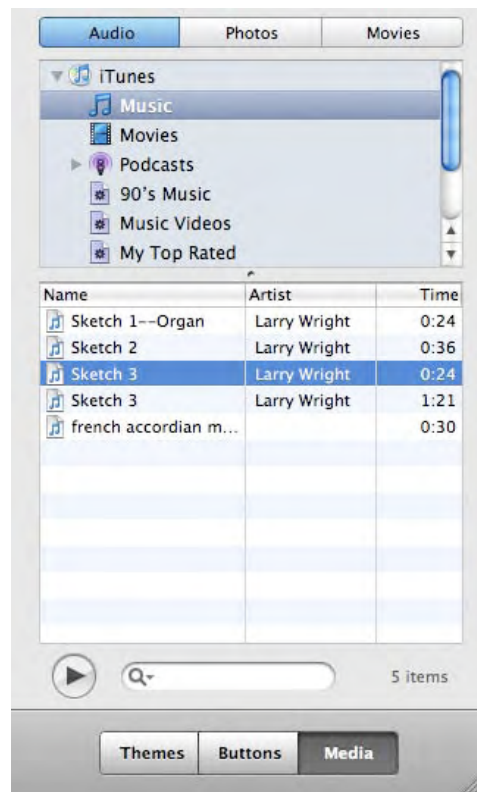 Audio Photos Movies
iTunes
Music
Movies
Podcasts
90's Music
Music Videos
My Top Rated
Name Artist Time
Sketch 1--Organ Larry Wright 0:24
Sketch 2 Larry Wright 0:36
Sketch 3 Larry Wright 0:24
Sketch 3 Larry Wright 1:21
french accordian m... 0:30
5 items
Themes Buttons Media